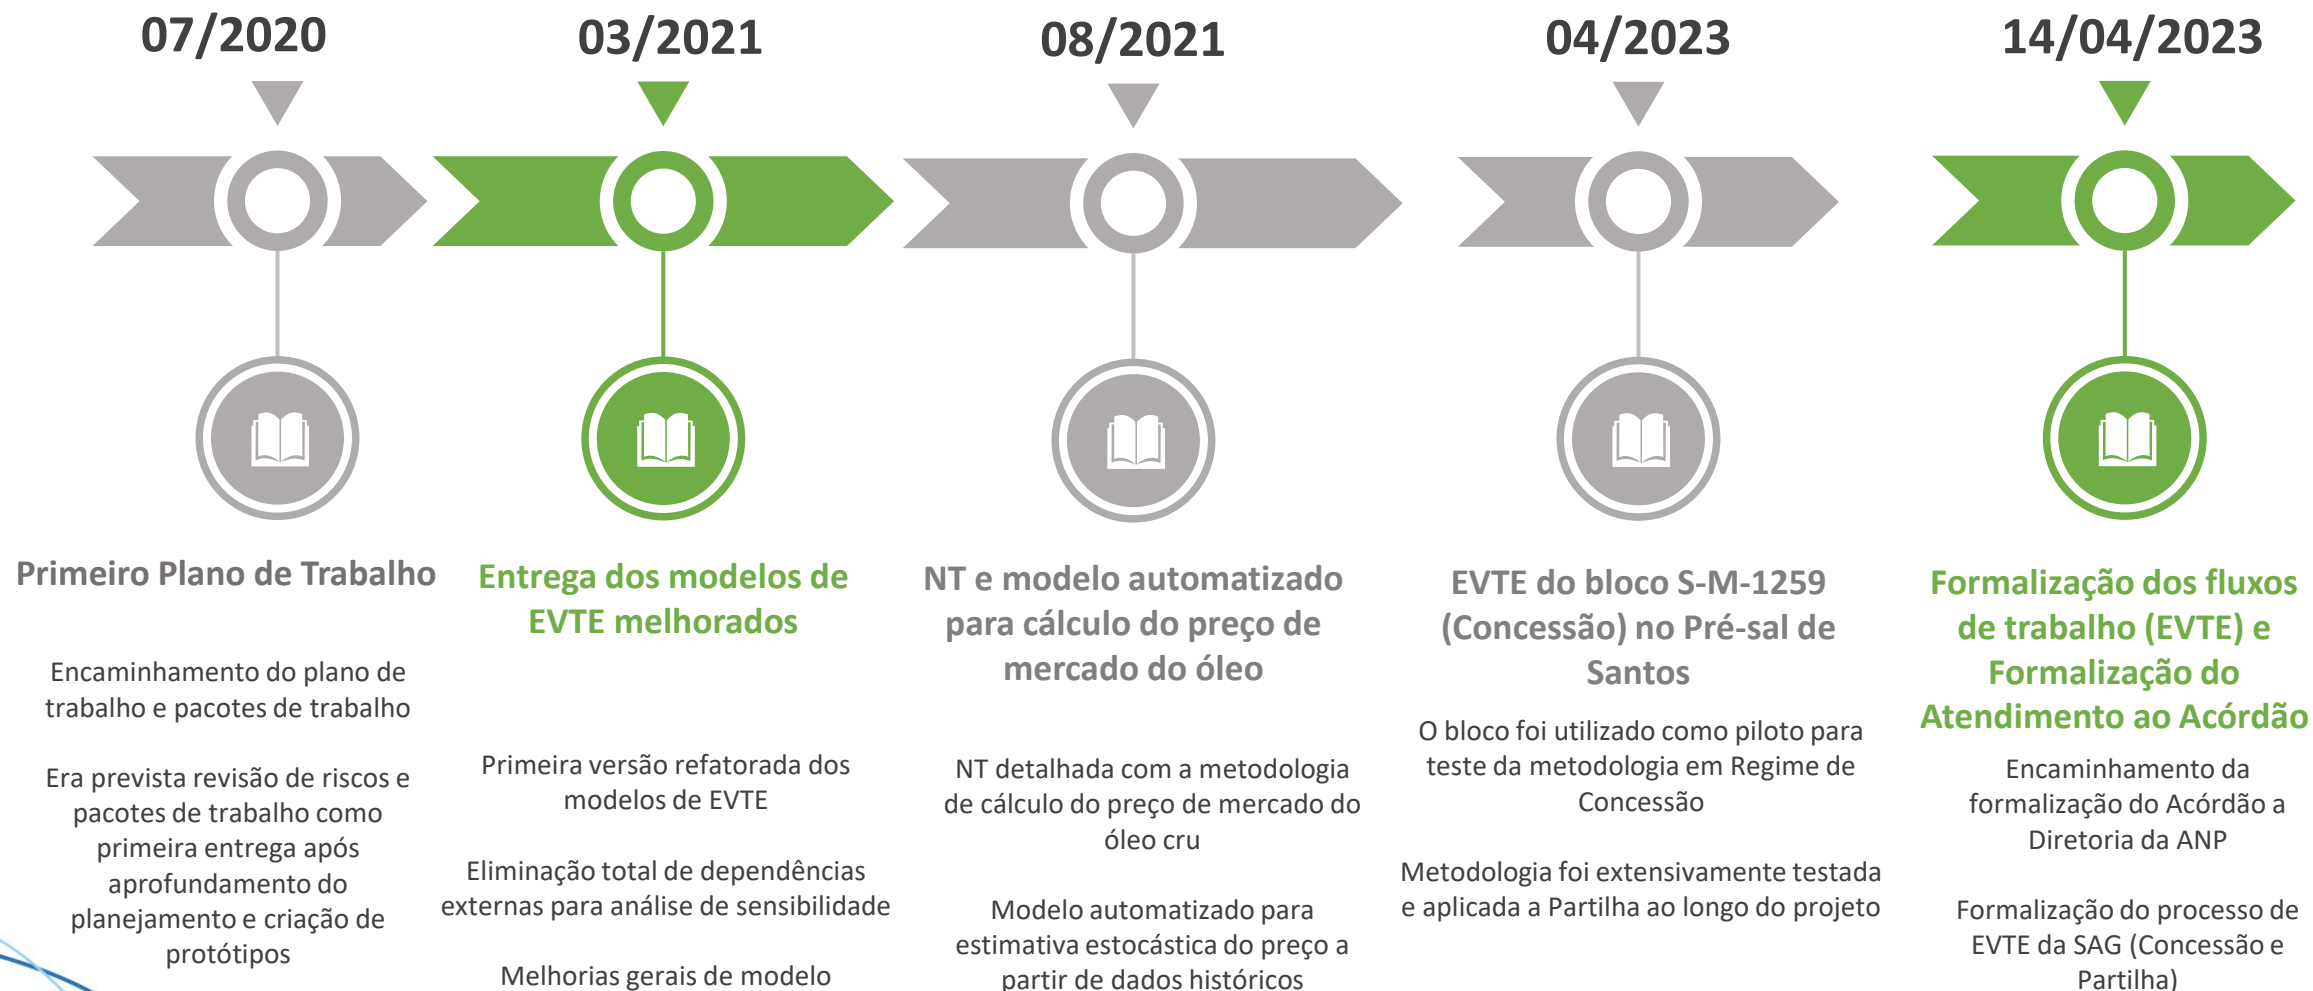 07/2020
03/2021
08/2021
04/2023
14/04/2023
Primeiro Plano de Trabalho
Encaminhamento do plano de
trabalho e pacotes de trabalho
Era prevista revisão de riscos e
pacotes de trabalho como
primeira entrega após
aprofundamento do
planejamento e criação de
protótipos
Entrega dos modelos de
EVTE melhorados
Primeira versão refatorada dos
modelos de EVTE
Eliminação total de dependências
externas para análise de sensibilidade
Melhorias gerais de modelo
NT e modelo automatizado
para cálculo do preço de
mercado do óleo
NT detalhada com a metodologia
de cálculo do preço de mercado do
óleo cru
Modelo automatizado para
estimativa estocástica do preço a
partir de dados históricos
EVTE do bloco S-M-1259
(Concessão) no Pré-sal de
Santos
O bloco foi utilizado como piloto para
teste da metodologia em Regime de
Concessão
Metodologia foi extensivamente testada
e aplicada a Partilha ao longo do projeto
Formalização dos fluxos
de trabalho (EVTE) e
Formalização do
Atendimento ao Acórdão
Encaminhamento da
formalização do Acórdão a
Diretoria da ANP
Formalização do processo de
EVTE da SAG (Concessão e
Partilha)